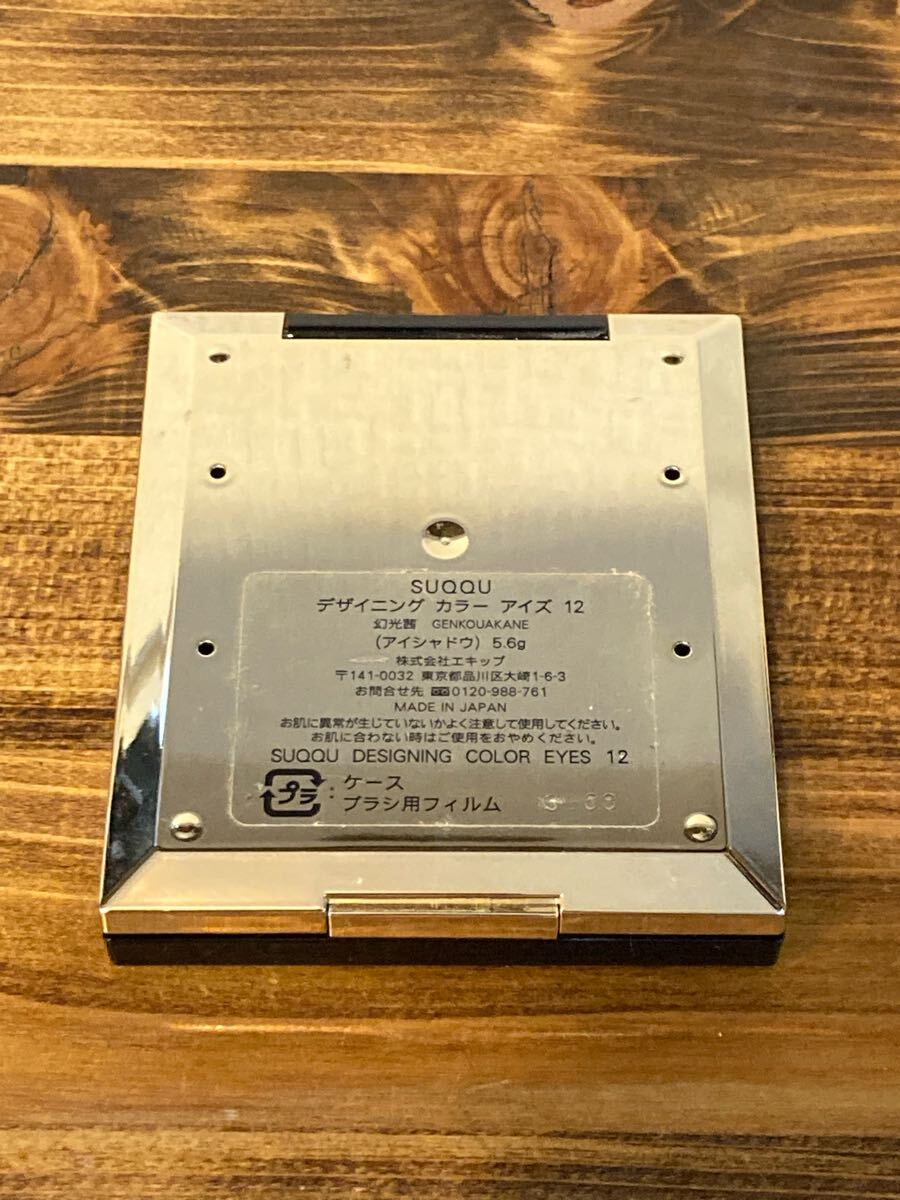 SUQQU
デザイニング カラー アイズ 12
幻光茜 GENKOUAKANE
(アイシャドウ) 5.6g
株式会社エキップ
〒141-0032 東京都品川区大崎1-6-3
お問合せ先 0120-988-761
MADE IN JAPAN
お肌に異常が生じていないかよく注意して使用してください。
お肌に合わない時はご使用をおやめください。
SUQQU DESIGNING COLOR EYES 12
プラ : ケース
ブラシ用フィルム